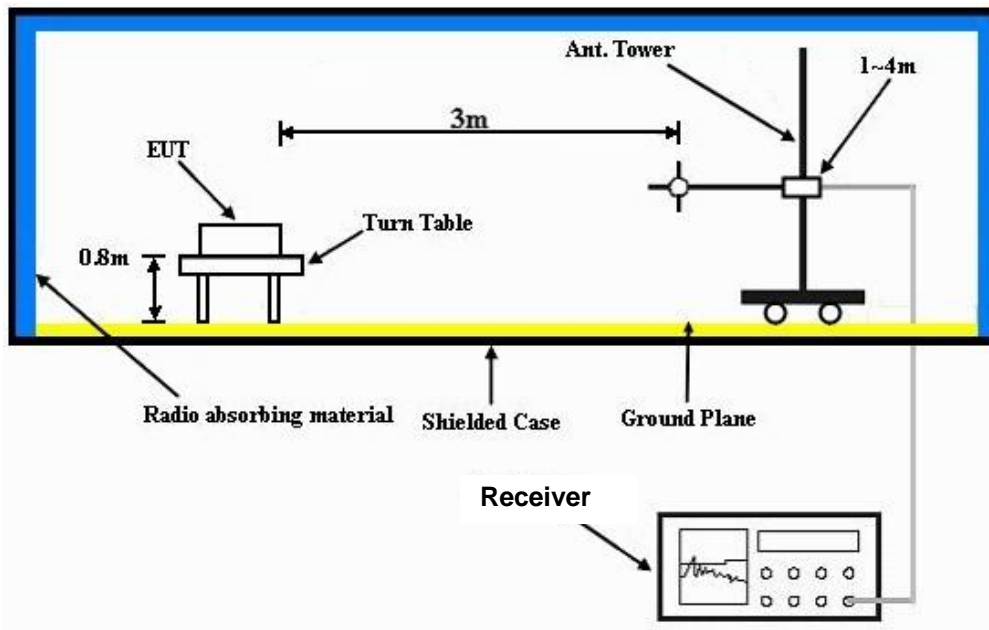 Ant. Tower
1~4m
3m
EUT
Turn Table
0.8m
Radio absorbing material
Shielded Case
Ground Plane
Receiver